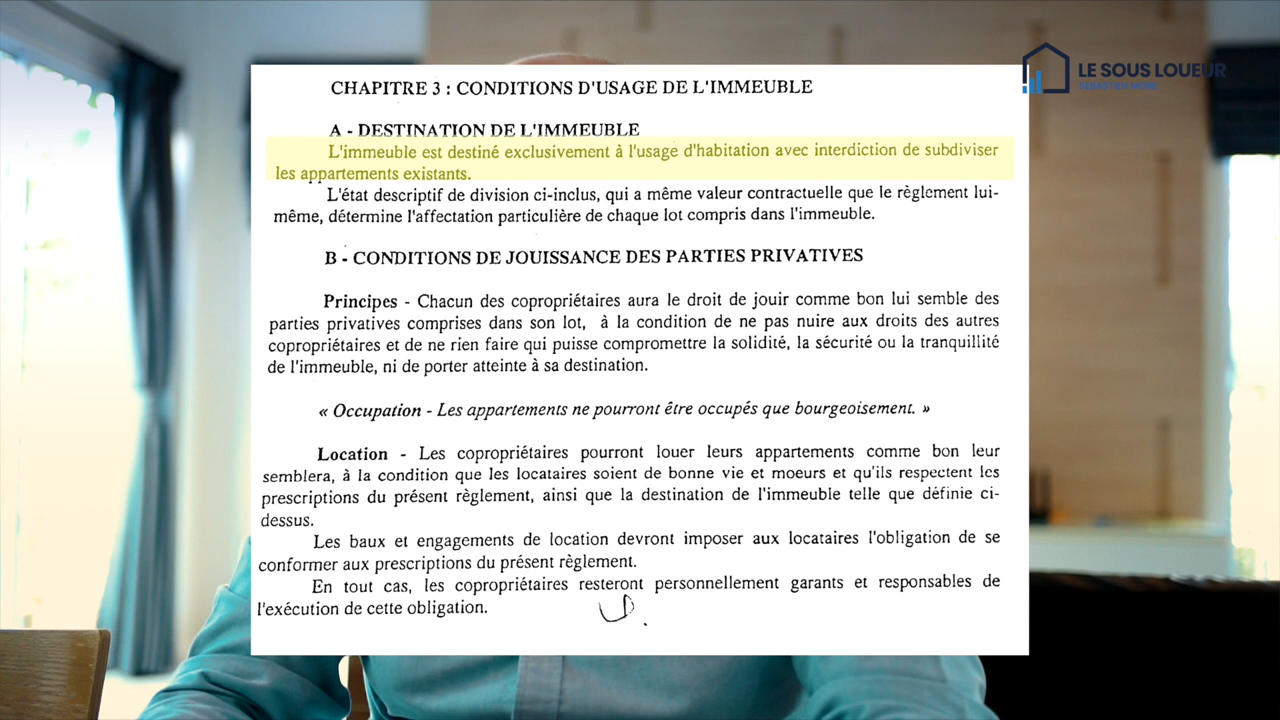 LE SOUS LOUEUR
CHAPITRE 3 : CONDITIONS D'USAGE DE L'IMMEUBLE
A - DESTINATION DE L'IMMEUBLE
L'immeuble est destiné exclusivement à l'usage d'habitation avec interdiction de subdiviser
les appartements existants.
L'état descriptif de division ci-inclus, qui a même valeur contractuelle que le règlement lui-
même, détermine l'affectation particulière de chaque lot compris dans l'immeuble.
B - CONDITIONS DE JOUISSANCE DES PARTIES PRIVATIVES
Principes - Chacun des copropriétaires aura le droit de jouir comme bon lui semble des
parties privatives comprises dans son lot, à la condition de ne pas nuire aux droits des autres
copropriétaires et de ne rien faire qui puisse compromettre la solidité, la sécurité ou la tranquillité
de l'immeuble, ni de porter atteinte à sa destination.
« Occupation - Les appartements ne pourront être occupés que bourgeoisement. »
Location - Les copropriétaires pourront louer leurs appartements comme bon leur
semblera, à la condition que les locataires soient de bonne vie et moeurs et qu'ils respectent les
prescriptions du présent règlement, ainsi que la destination de l'immeuble telle que définie ci-
dessus.
Les baux et engagements de location devront imposer aux locataires l'obligation de se
conformer aux prescriptions du présent règlement.
En tout cas, les copropriétaires resteront personnellement garants et responsables de
l'exécution de cette obligation.